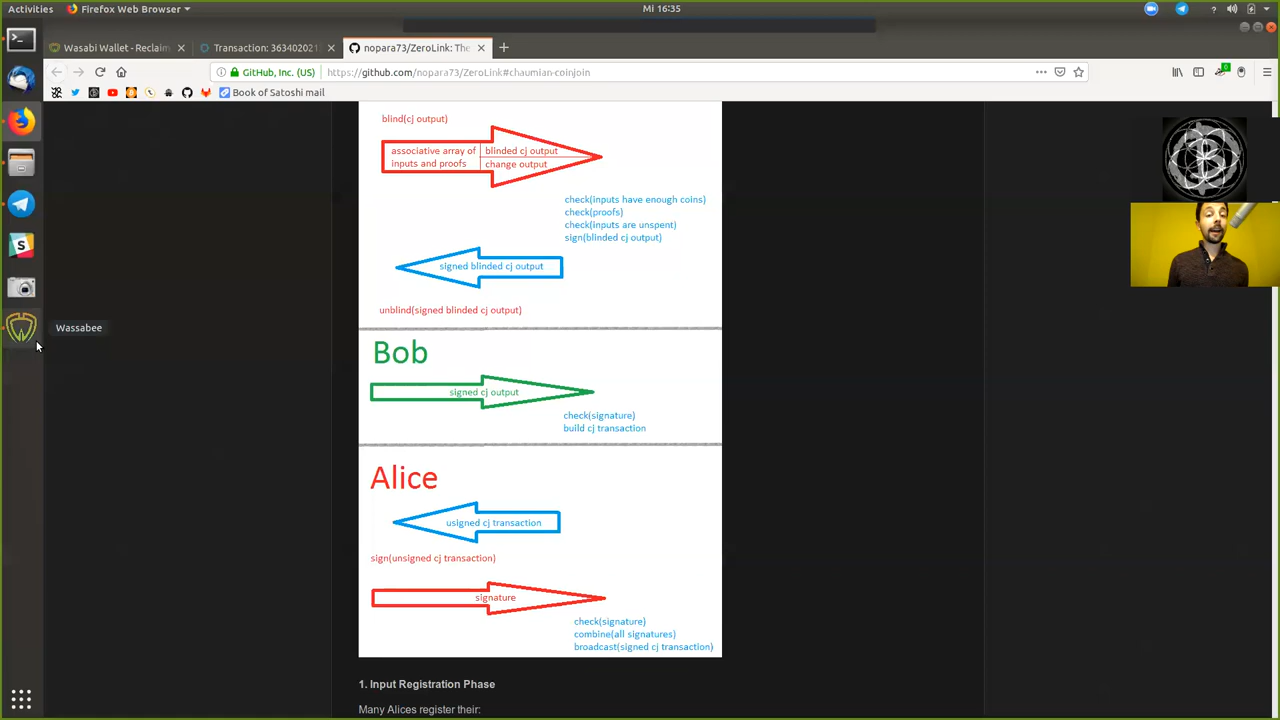 Activities
Firefox Web Browser
Mi 16:35
Wasabi Wallet - Reclaim
Transaction: 363402021
nopara73/ZeroLink: The
GitHub, Inc. (US)
https://github.com/nopara73/ZeroLink#chaumian-coinjoin
Book of Satoshi mail
blind(cj output)
associative array of
inputs and proofs
blinded cj output
change output
check(inputs have enough coins)
check(proofs)
check(inputs are unspent)
sign(blinded cj output)
signed blinded cj output
unblind(signed blinded cj output)
Wassabee
Bob
signed cj output
check(signature)
build cj transaction
Alice
usigned cj transaction
sign(unsigned cj transaction)
signature
check(signature)
combine(all signatures)
broadcast(signed cj transaction)
1. Input Registration Phase
Many Alices register their: